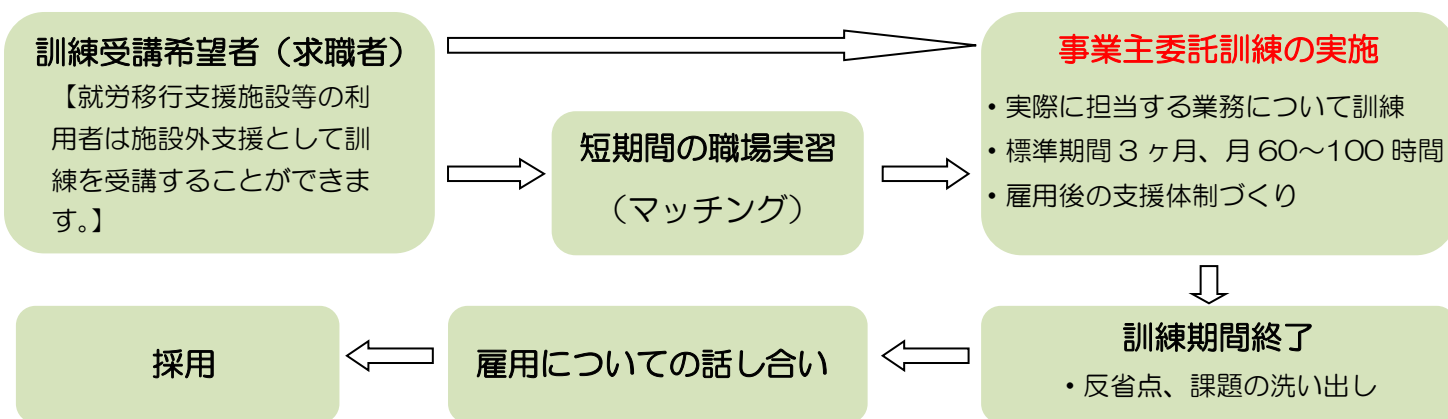 訓練受講希望者（求職者）
【就労移行支援施設等の利
用者は施設外支援として訓
練を受講することができま
す。】
短期間の職場実習
（マッチング）
事業主委託訓練の実施
・実際に担当する業務について訓練
・標準期間３ヶ月、月60～100時間
・雇用後の支援体制づくり
訓練期間終了
・反省点、課題の洗い出し
雇用についての話し合い
採用